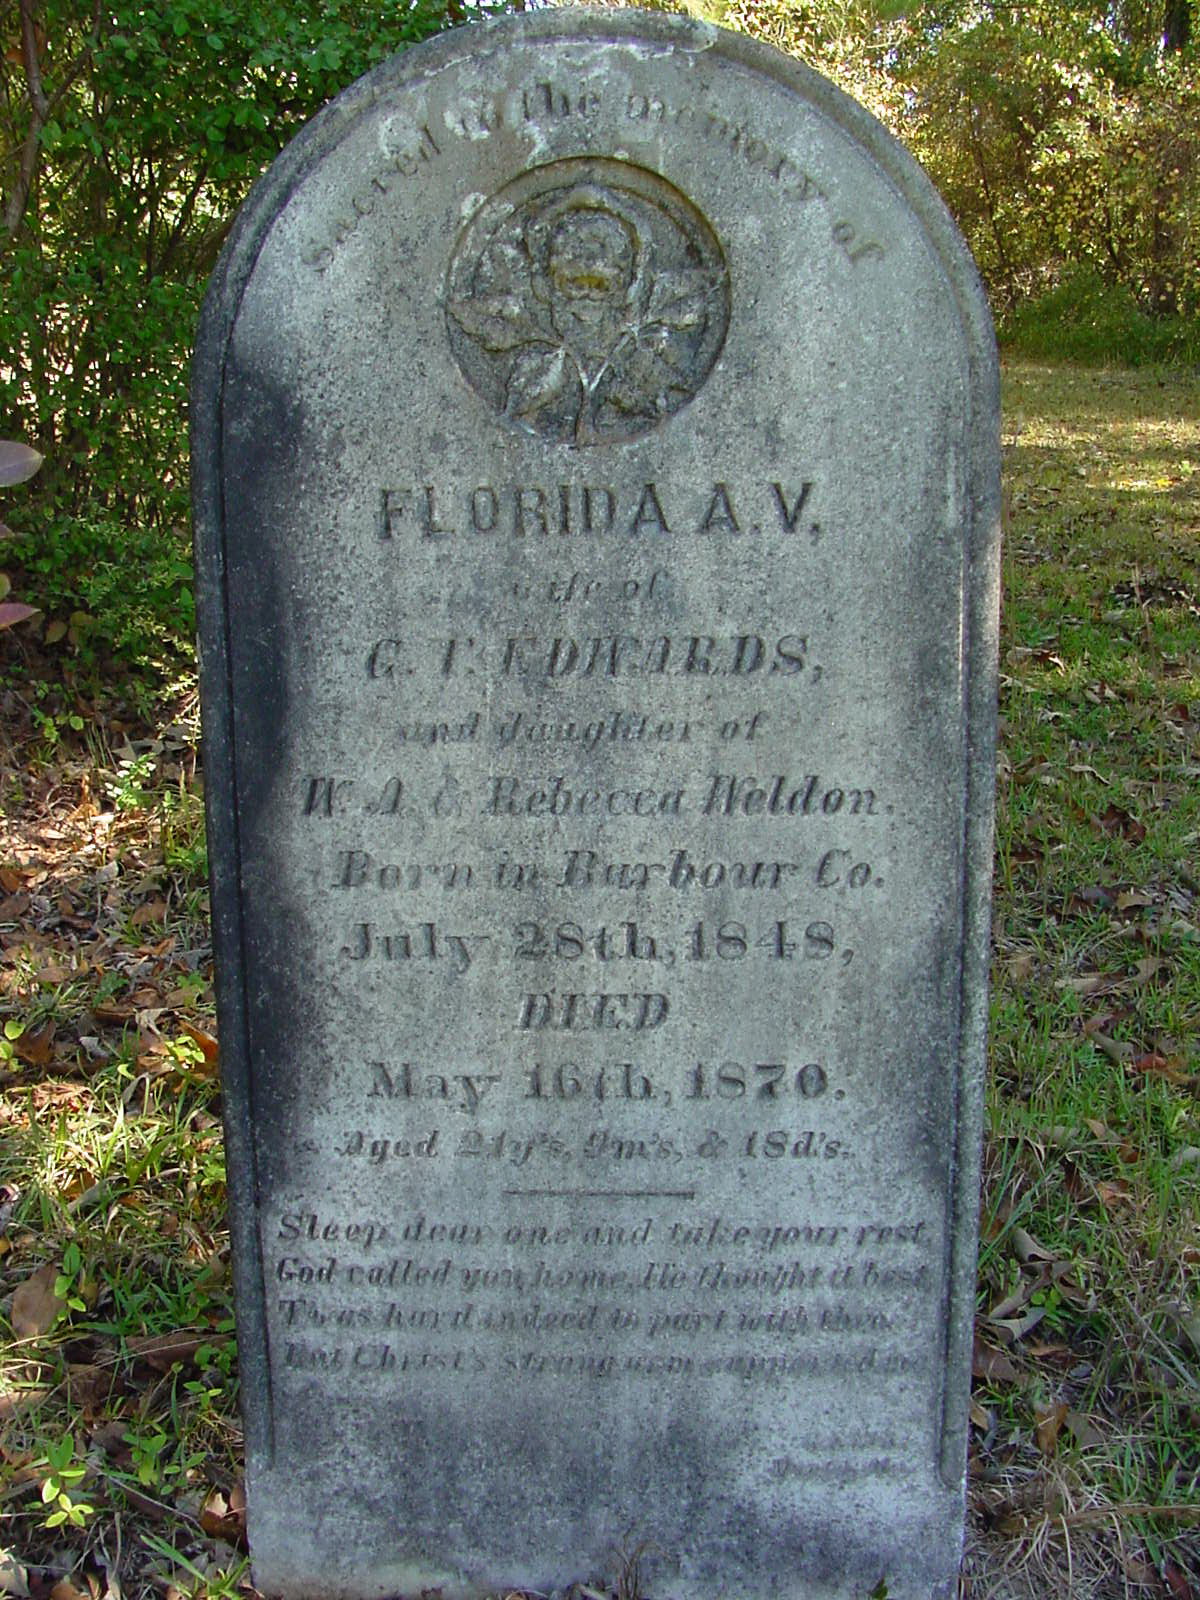 Sacred to the memory of
FLORIDA A.V,
wife of
G. T. EDWARDS,
and daughter of
W. A. & Rebecca Weldon.
Born in Barbour Co.
July 28th, 1848,
DIED
May 16th, 1870.
Aged 21y's, 9m's, & 18d's.
Sleep dear one and take your rest,
God called you home, He thought it best
Twas hard indeed to part with thee
But Christ's strong arm supported me